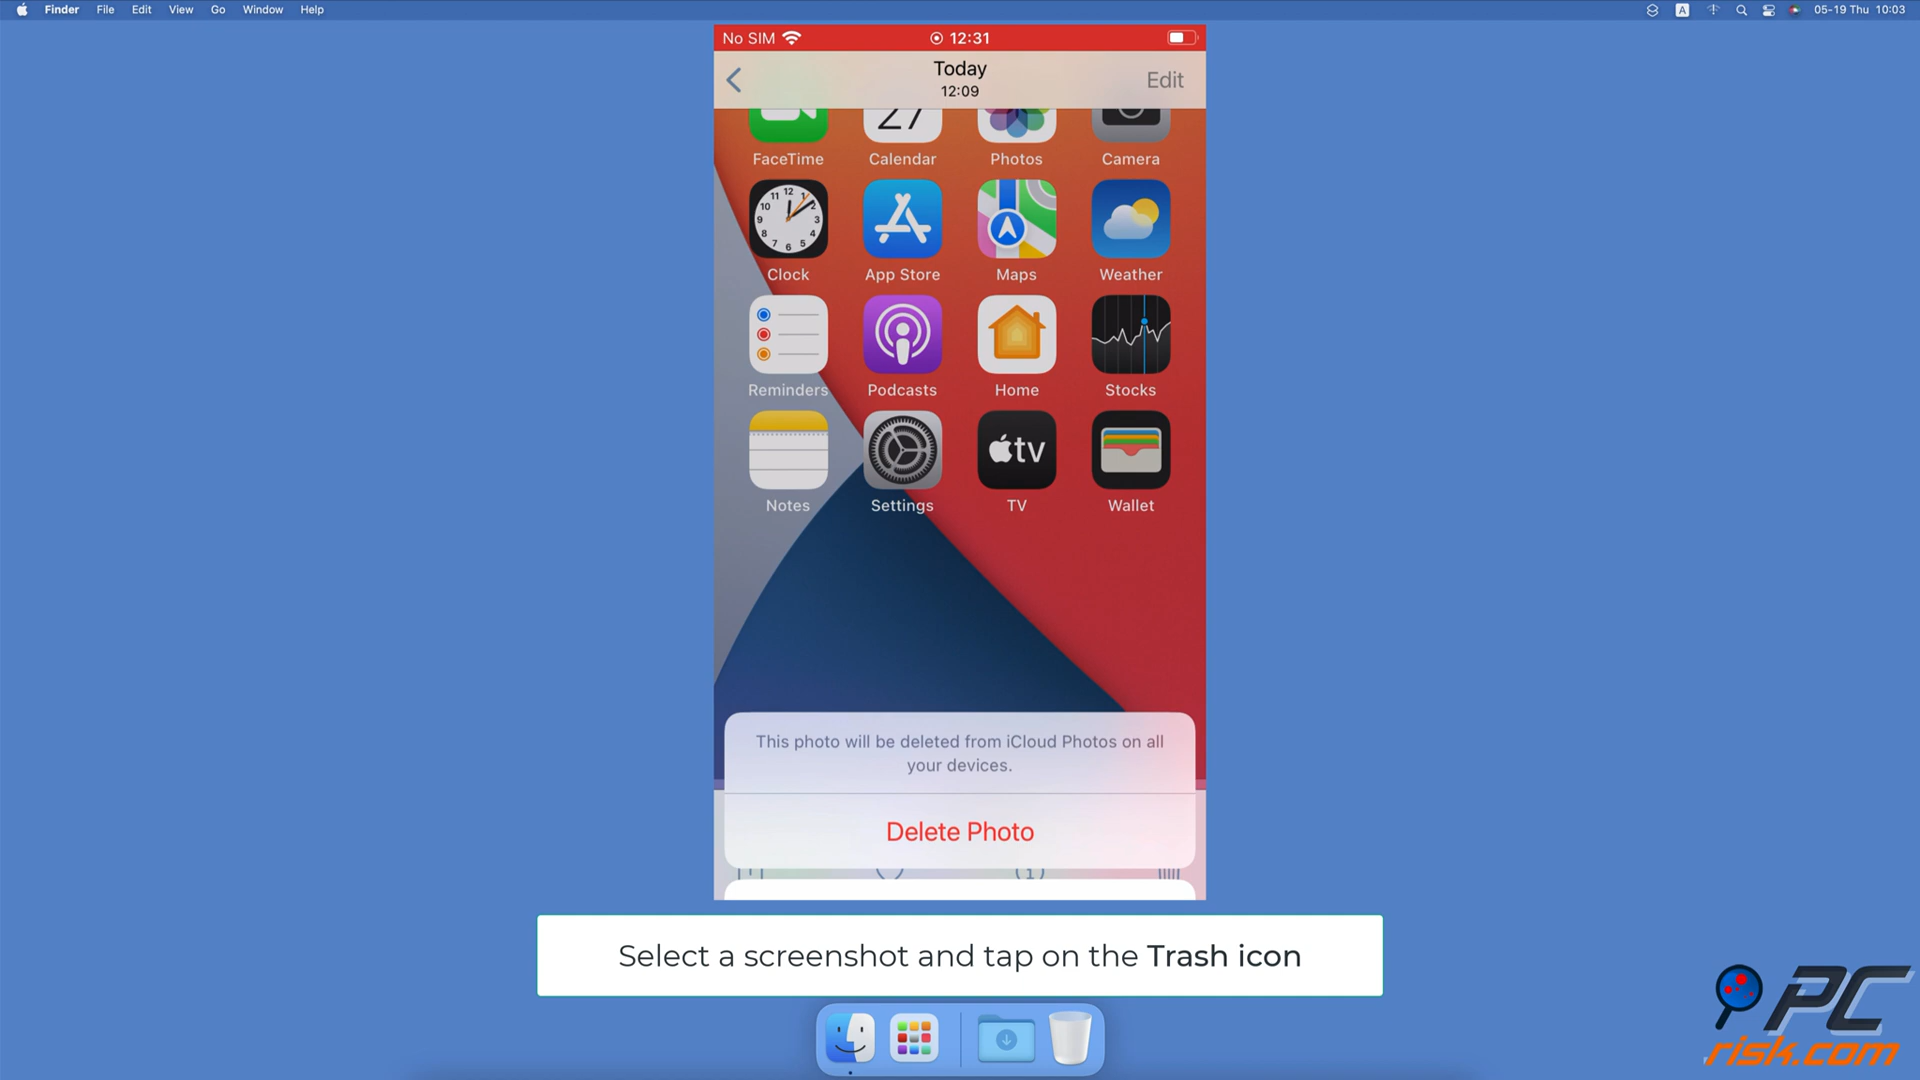 Finder File Edit View Go Window Help
A 05-19 Thu 10:03
No SIM 12:31
Today
12:09
Edit
27
FaceTime Calendar Photos Camera
Clock App Store Maps Weather
Reminders Podcasts Home Stocks
tv
Notes Settings TV Wallet
This photo will be deleted from iCloud Photos on all
your devices.
Delete Photo
Select a screenshot and tap on the Trash icon
PC
risk.com